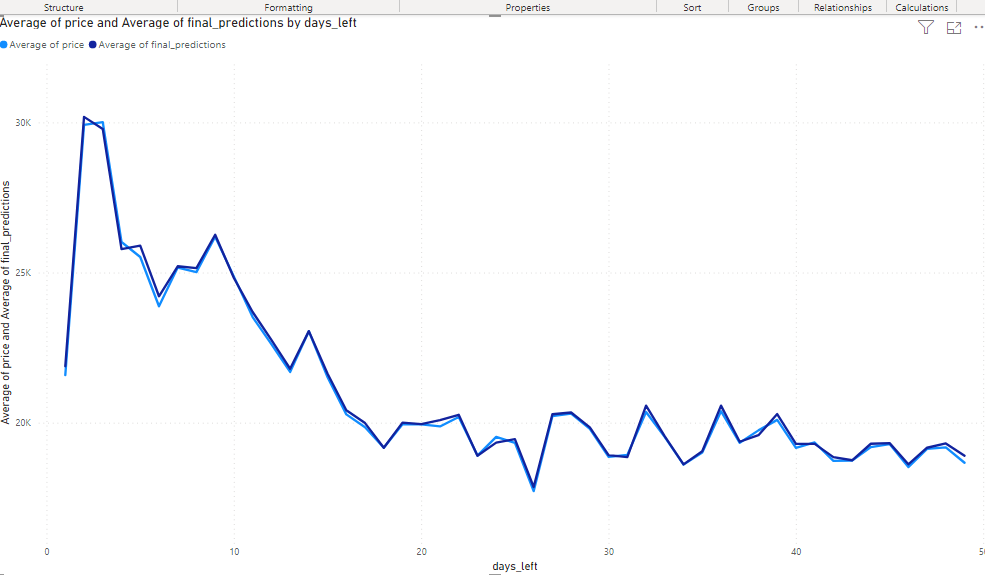 Structure Formatting Properties Sort Groups Relationships Calculations
Average of price and Average of final_predictions by days_left
Average of price Average of final_predictions
Average of price and Average of final_predictions
30K
25K
20K
0 10 20 30 40 50
days_left